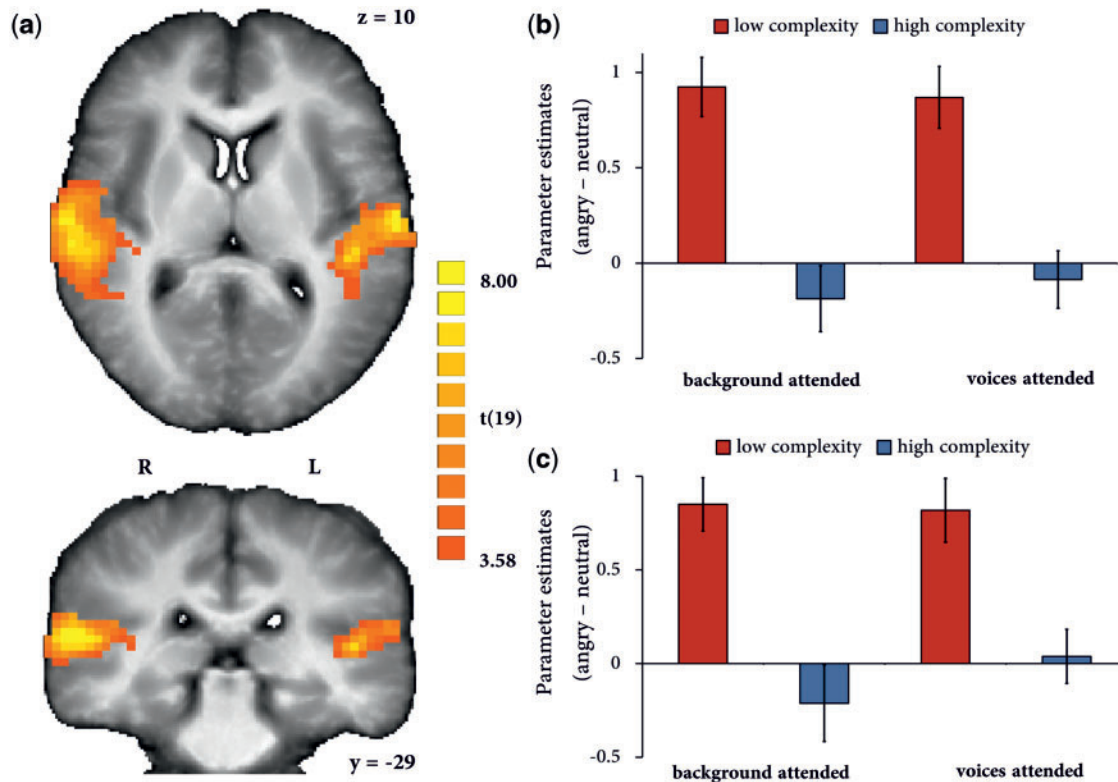 (a)
z = 10
8.00
t(19)
3.58
R
L
y = -29
(b)
low complexity
high complexity
Parameter estimates
(angry – neutral)
1
0.5
0
-0.5
background attended
voices attended
(c)
low complexity
high complexity
Parameter estimates
(angry – neutral)
1
0.5
0
-0.5
background attended
voices attended